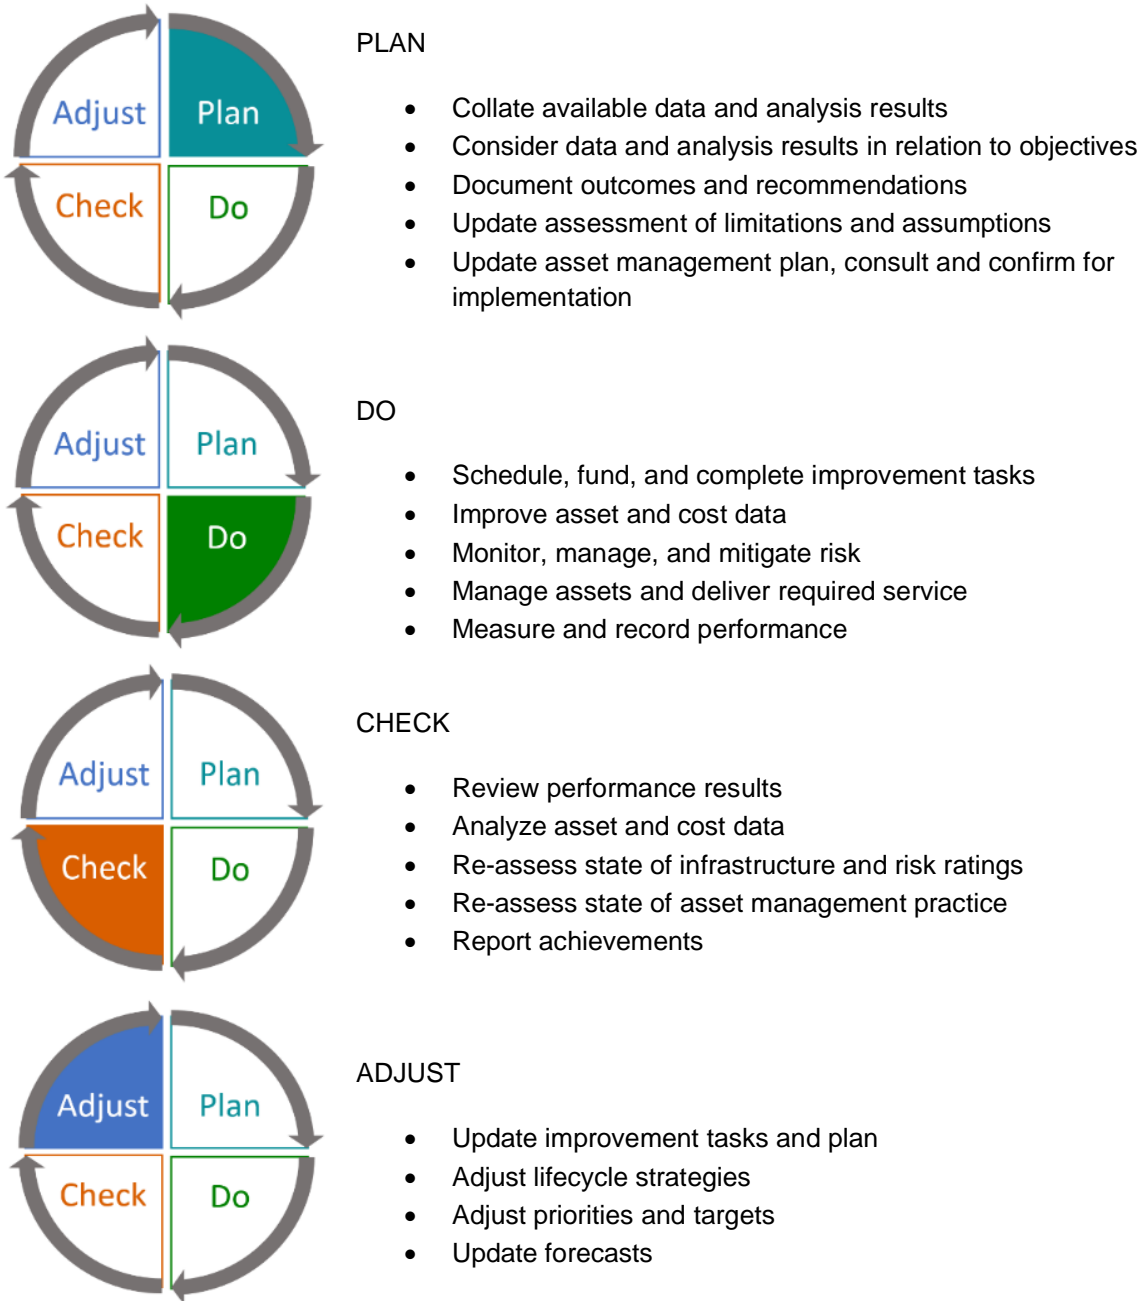 Adjust Plan
Check Do
PLAN
• Collate available data and analysis results
• Consider data and analysis results in relation to objectives
• Document outcomes and recommendations
• Update assessment of limitations and assumptions
• Update asset management plan, consult and confirm for
implementation
Adjust Plan
Check Do
DO
• Schedule, fund, and complete improvement tasks
• Improve asset and cost data
• Monitor, manage, and mitigate risk
• Manage assets and deliver required service
• Measure and record performance
Adjust Plan
Check Do
CHECK
• Review performance results
• Analyze asset and cost data
• Re-assess state of infrastructure and risk ratings
• Re-assess state of asset management practice
• Report achievements
Adjust Plan
Check Do
ADJUST
• Update improvement tasks and plan
• Adjust lifecycle strategies
• Adjust priorities and targets
• Update forecasts